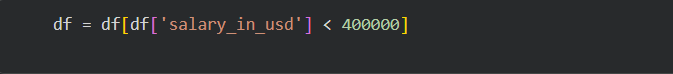 df = df[df['salary_in_usd'] < 400000]